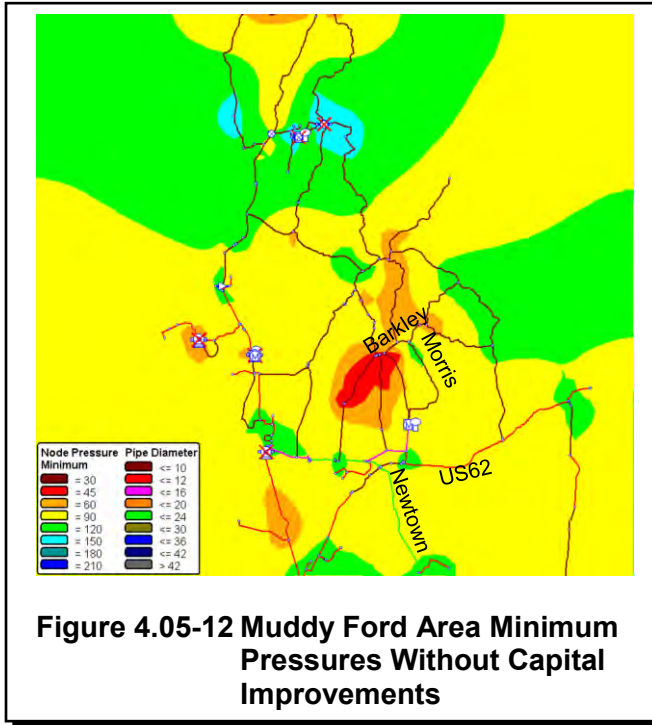 Barkley
Morris
US62
Newtown
Node Pressure Minimum
= 30
= 45
= 60
= 90
= 120
= 150
= 180
= 210
Pipe Diameter
<= 10
<= 12
<= 16
<= 20
<= 24
<= 30
<= 36
<= 42
> 42
Figure 4.05-12 Muddy Ford Area Minimum
Pressures Without Capital
Improvements